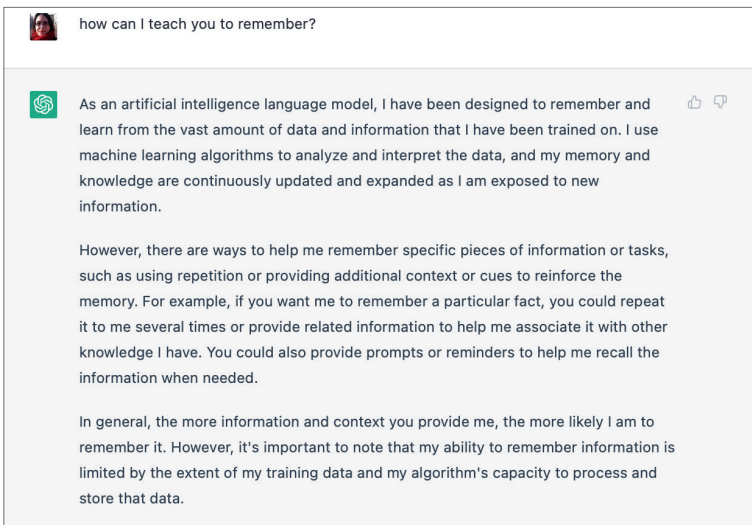 how can I teach you to remember?
As an artificial intelligence language model, I have been designed to remember and
learn from the vast amount of data and information that I have been trained on. I use
machine learning algorithms to analyze and interpret the data, and my memory and
knowledge are continuously updated and expanded as I am exposed to new
information.
However, there are ways to help me remember specific pieces of information or tasks,
such as using repetition or providing additional context or cues to reinforce the
memory. For example, if you want me to remember a particular fact, you could repeat
it to me several times or provide related information to help me associate it with other
knowledge I have. You could also provide prompts or reminders to help me recall the
information when needed.
In general, the more information and context you provide me, the more likely I am to
remember it. However, it's important to note that my ability to remember information is
limited by the extent of my training data and my algorithm's capacity to process and
store that data.